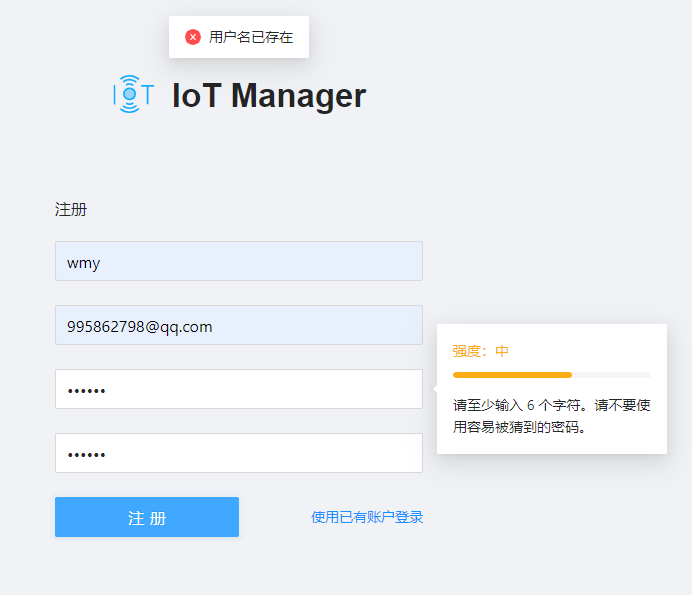 用户名已存在
IoT IoT Manager
注册
wmy
995862798@qq.com
强度：中
••••••
请至少输入 6 个字符。请不要使
用容易被猜到的密码。
••••••
注 册 使用已有账户登录